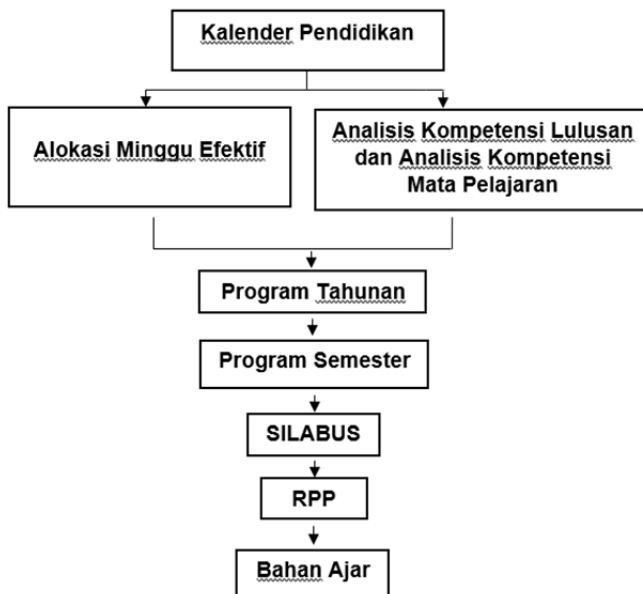 Kalender Pendidikan
Alokasi Minggu Efektif
Analisis Kompetensi Lulusan
dan Analisis Kompetensi
Mata Pelajaran
Program Tahunan
Program Semester
SILABUS
RPP
Bahan Ajar